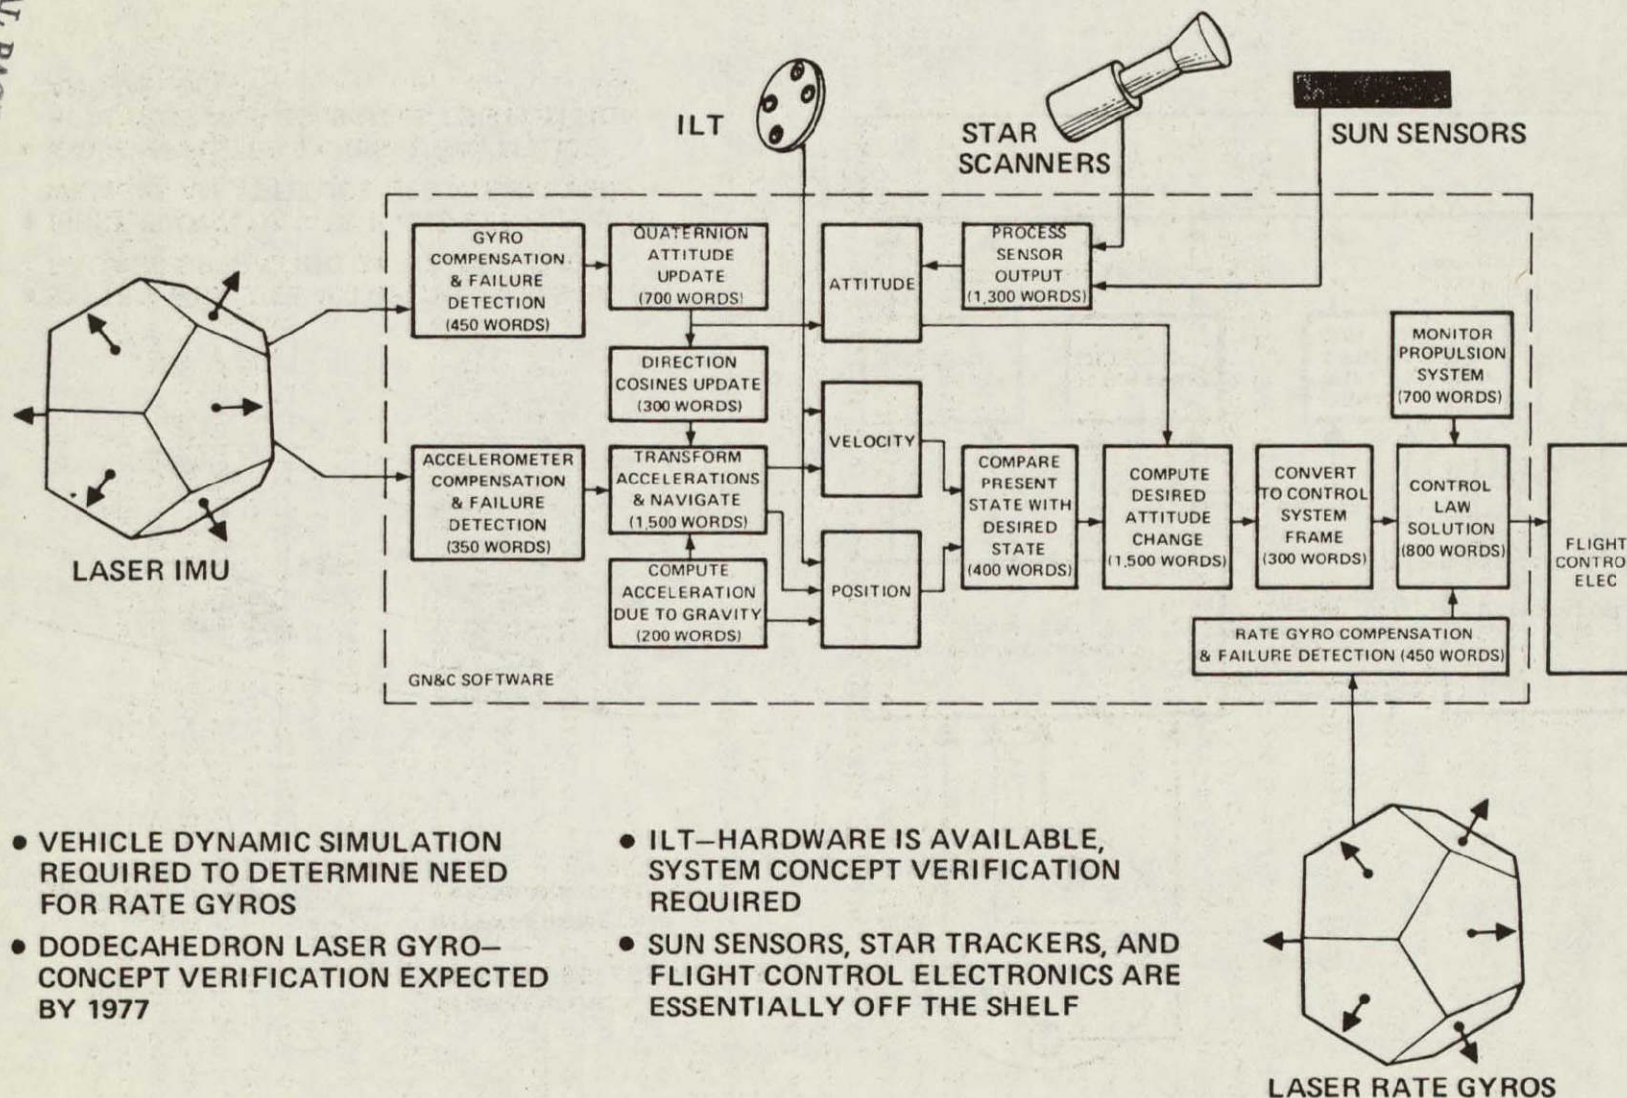 ILT
STAR
SCANNERS
SUN SENSORS
GYRO
COMPENSATION
& FAILURE
DETECTION
(450 WORDS)
QUATERNION
ATTITUDE
UPDATE
(700 WORDS)
ATTITUDE
PROCESS
SENSOR
OUTPUT
(1,300 WORDS)
MONITOR
PROPULSION
SYSTEM
(700 WORDS)
DIRECTION
COSINES UPDATE
(300 WORDS)
VELOCITY
ACCELEROMETER
COMPENSATION
& FAILURE
DETECTION
(350 WORDS)
TRANSFORM
ACCELERATIONS
& NAVIGATE
(1,500 WORDS)
COMPARE
PRESENT
STATE WITH
DESIRED
STATE
(400 WORDS)
COMPUTE
DESIRED
ATTITUDE
CHANGE
(1,500 WORDS)
CONVERT
TO CONTROL
SYSTEM
FRAME
(300 WORDS)
CONTROL
LAW
SOLUTION
(800 WORDS)
FLIGHT
CONTRO
ELEC
LASER IMU
COMPUTE
ACCELERATION
DUE TO GRAVITY
(200 WORDS)
POSITION
RATE GYRO COMPENSATION
& FAILURE DETECTION (450 WORDS)
GN&C SOFTWARE
• VEHICLE DYNAMIC SIMULATION
REQUIRED TO DETERMINE NEED
FOR RATE GYROS
• DODECAHEDRON LASER GYRO—
CONCEPT VERIFICATION EXPECTED
BY 1977
• ILT—HARDWARE IS AVAILABLE,
SYSTEM CONCEPT VERIFICATION
REQUIRED
• SUN SENSORS, STAR TRACKERS, AND
FLIGHT CONTROL ELECTRONICS ARE
ESSENTIALLY OFF THE SHELF
LASER RATE GYROS